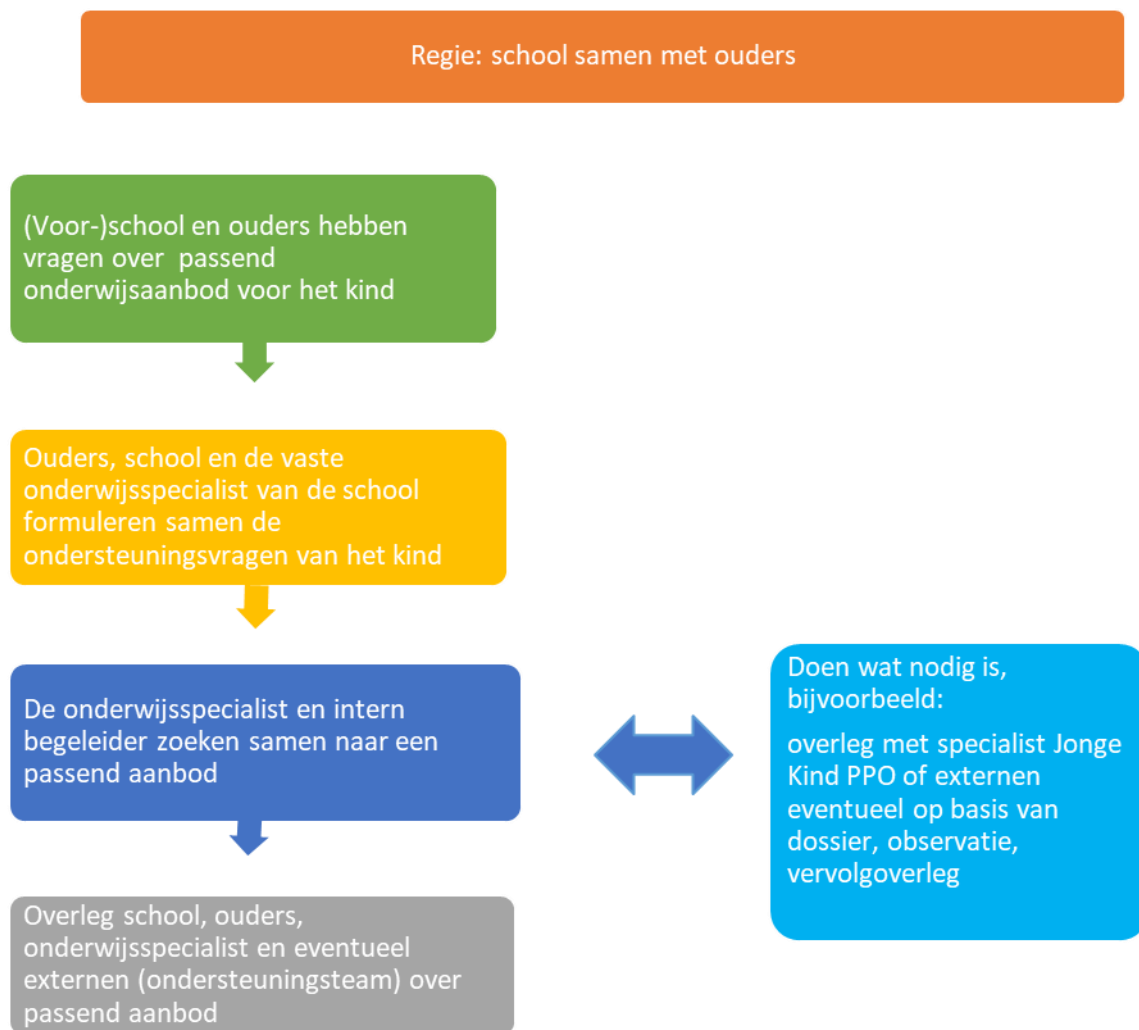 Regie: school samen met ouders
(Voor-)school en ouders hebben
vragen over  passend
onderwijsaanbod voor het kind
Ouders, school en de vaste
onderwijsspecialist van de school
formuleren samen de
ondersteuningsvragen van het kind
De onderwijsspecialist en intern
begeleider zoeken samen naar een
passend aanbod
Doen wat nodig is,
bijvoorbeeld:
overleg met specialist Jonge
Kind PPO of externen
eventueel op basis van
dossier, observatie,
vervolgoverleg
Overleg school, ouders,
onderwijsspecialist en eventueel
externen (ondersteuningsteam) over
passend aanbod